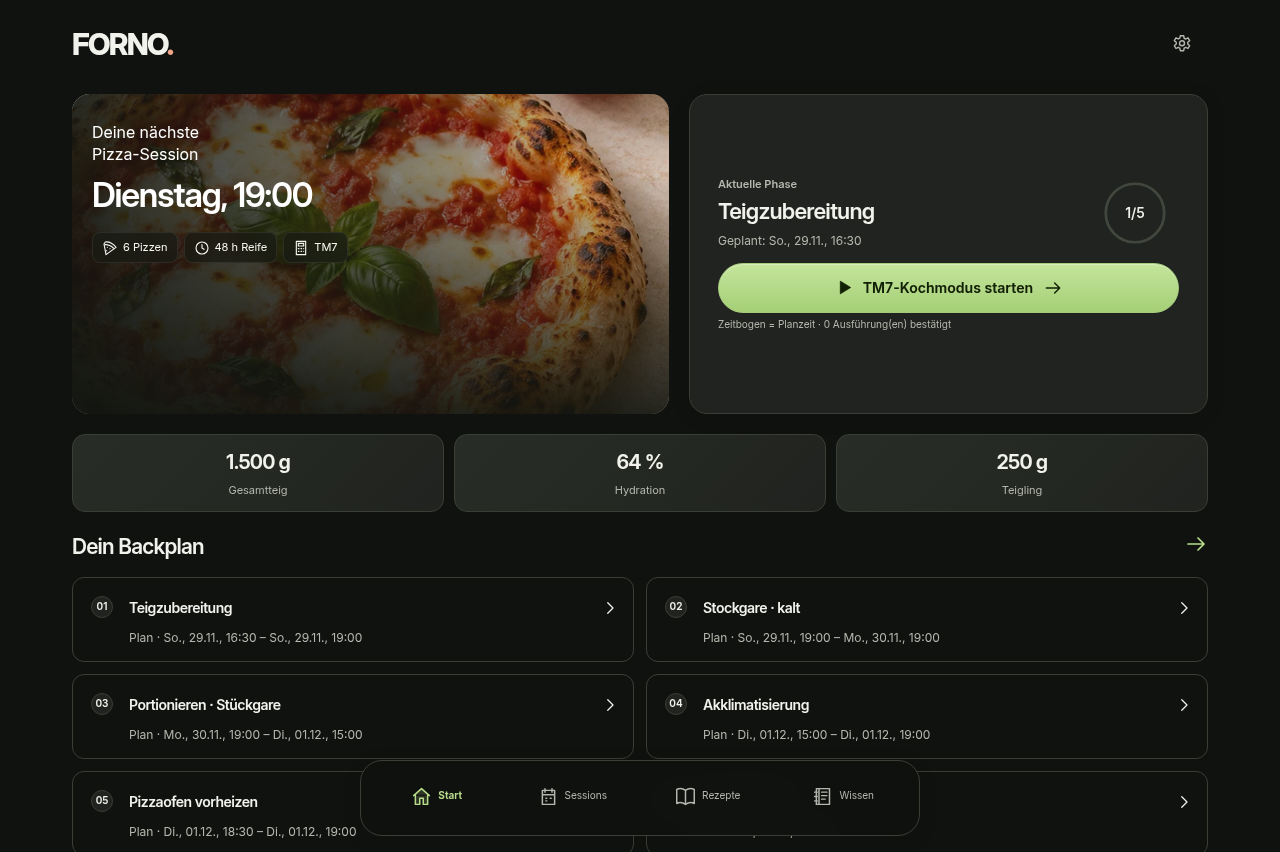 FORNO.
Deine nächste
Pizza-Session
Dienstag, 19:00
6 Pizzen
48 h Reife
TM7
Aktuelle Phase
Teigzubereitung
Geplant: So., 29.11., 16:30
1/5
TM7-Kochmodus starten
Zeitbogen = Planzeit · 0 Ausführung(en) bestätigt
1.500 g
Gesamtteig
64 %
Hydration
250 g
Teigling
Dein Backplan
01
Teigzubereitung
Plan · So., 29.11., 16:30 – So., 29.11., 19:00
02
Stockgare · kalt
Plan · So., 29.11., 19:00 – Mo., 30.11., 19:00
03
Portionieren · Stückgare
Plan · Mo., 30.11., 19:00 – Di., 01.12., 15:00
04
Akklimatisierung
Plan · Di., 01.12., 15:00 – Di., 01.12., 19:00
05
Pizzaofen vorheizen
Plan · Di., 01.12., 18:30 – Di., 01.12., 19:00
Start
Sessions
Rezepte
Wissen